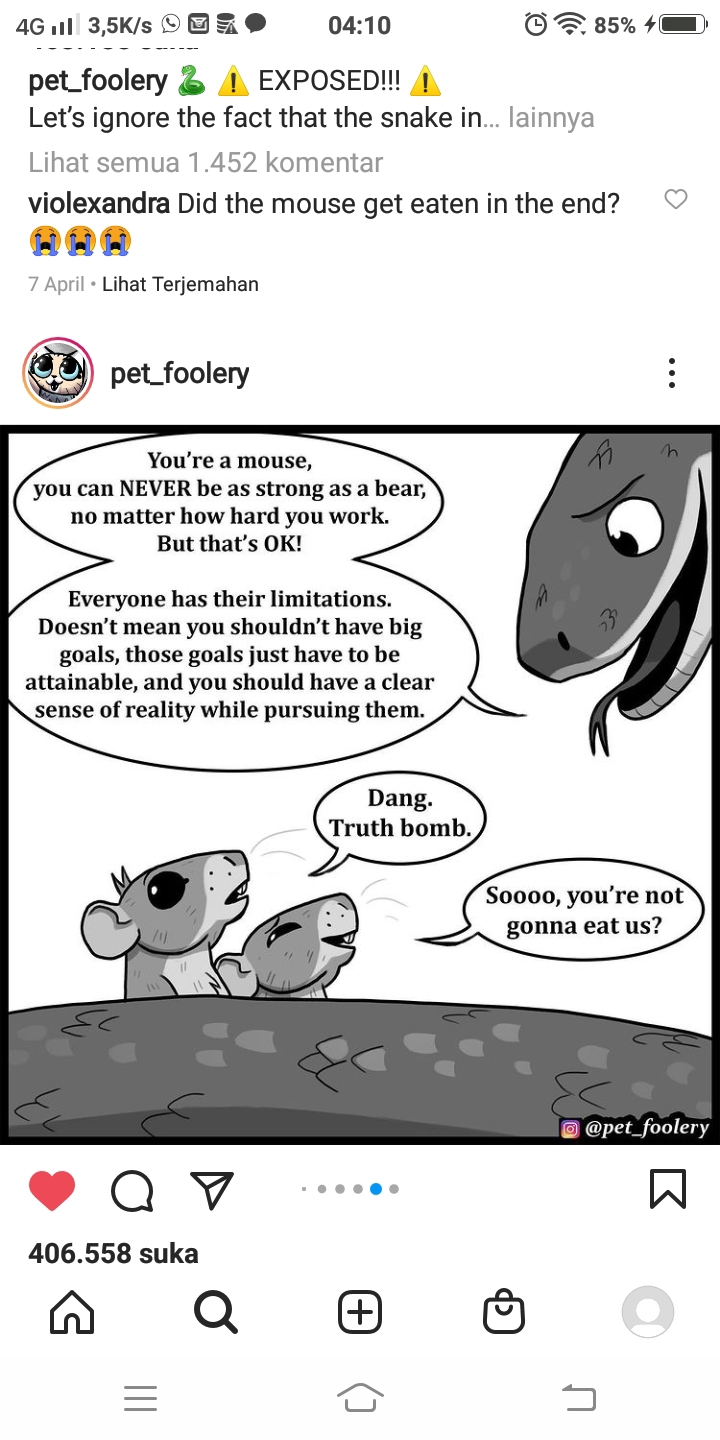 4G 3,5K/s 04:10 85%
pet_foolery 🐍 ⚠️ EXPOSED!!! ⚠️
Let's ignore the fact that the snake in... lainnya
Lihat semua 1.452 komentar
violexandra Did the mouse get eaten in the end?
😭😭😭
7 April • Lihat Terjemahan
pet_foolery
You're a mouse,
you can NEVER be as strong as a bear,
no matter how hard you work.
But that's OK!
Everyone has their limitations.
Doesn't mean you shouldn't have big
goals, those goals just have to be
attainable, and you should have a clear
sense of reality while pursuing them.
Dang.
Truth bomb.
Soooo, you're not
gonna eat us?
@pet_foolery
406.558 suka